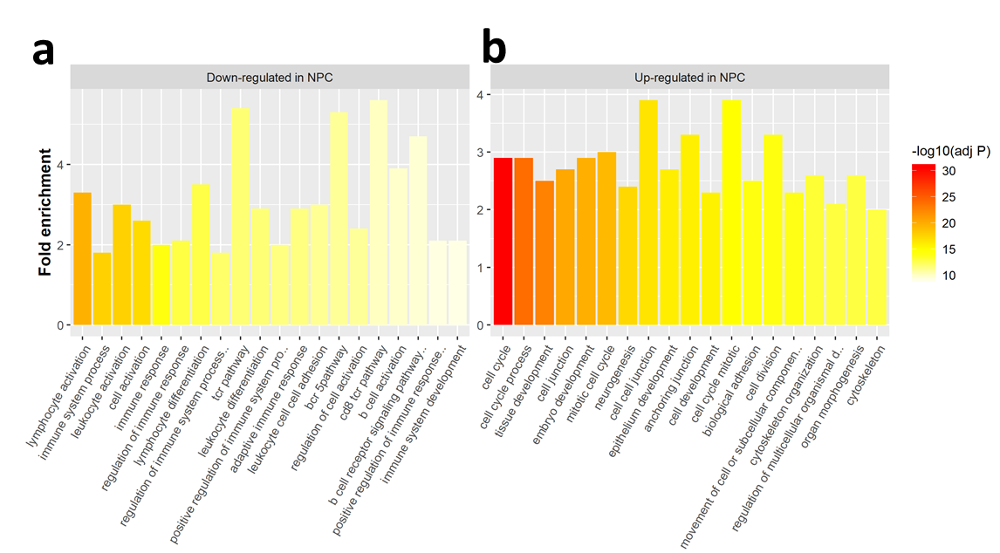 a
b
Down-regulated in NPC
Up-regulated in NPC
Fold enrichment
4
2
0
4
3
2
1
0
-log10(adj P)
30
25
20
15
10
lymphocyte activation
immune system process
leukocyte activation
cell activation
immune response
regulation of immune response
lymphocyte differentiation
regulation of immune system process...
tcr pathway
leukocyte differentiation
positive regulation of immune system pro...
adaptive immune response
leukocyte cell cell adhesion
bcr 5pathway
regulation of cell activation
cd8 tcr pathway
b cell activation
b cell receptor signaling pathway...
positive regulation of immune response...
immune system development
cell cycle
cell cycle process
tissue development
cell junction
embryo development
mitotic cell cycle
neurogenesis
cell cell junction
epithelium development
anchoring junction
cell development
cell cycle mitotic
biological adhesion
cell division
movement of cell or subcellular componen...
cytoskeleton organization
regulation of multicellular organismal d...
organ morphogenesis
cytoskeleton